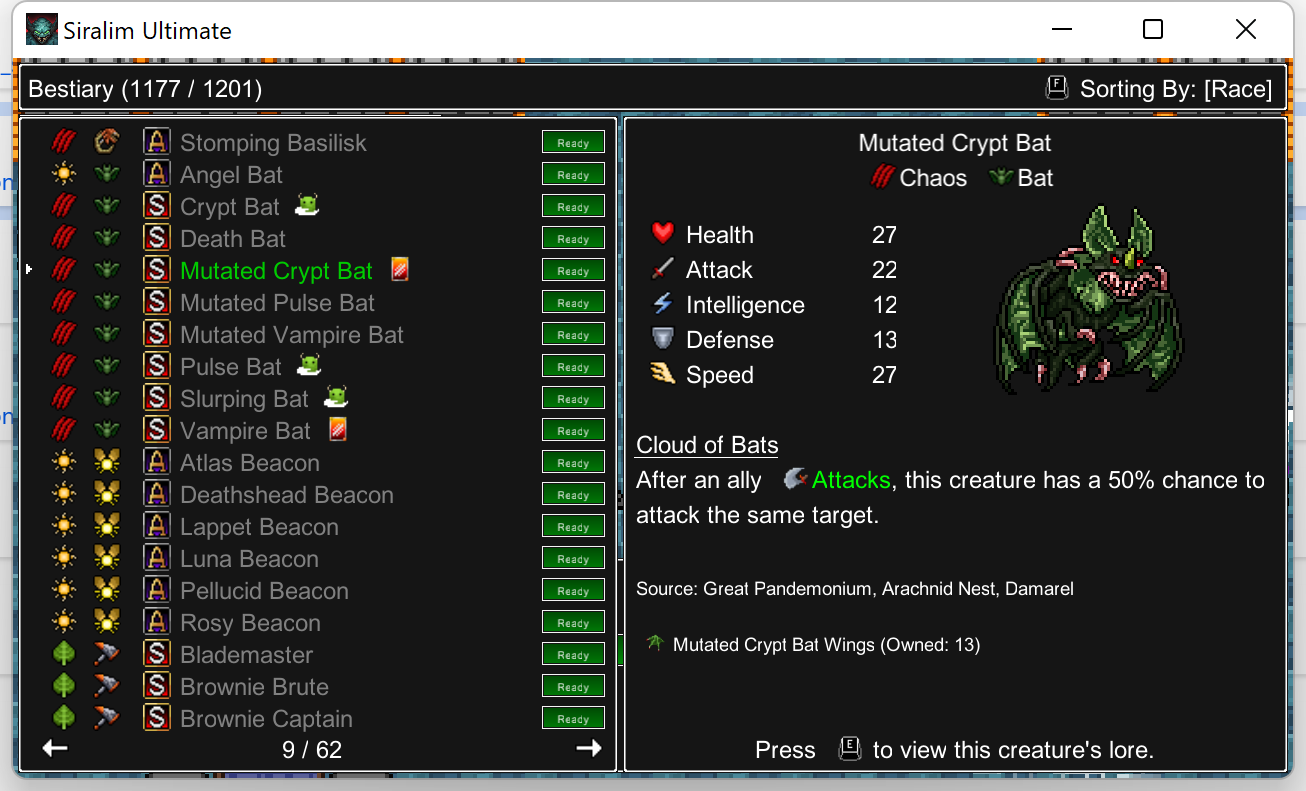 Siralim Ultimate
Bestiary (1177 / 1201)
F Sorting By: [Race]
A Stomping Basilisk Ready
A Angel Bat Ready
S Crypt Bat Ready
S Death Bat Ready
S Mutated Crypt Bat Ready
S Mutated Pulse Bat Ready
S Mutated Vampire Bat Ready
S Pulse Bat Ready
S Slurping Bat Ready
S Vampire Bat Ready
A Atlas Beacon Ready
A Deathshead Beacon Ready
A Lappet Beacon Ready
A Luna Beacon Ready
A Pellucid Beacon Ready
A Rosy Beacon Ready
S Blademaster Ready
S Brownie Brute Ready
S Brownie Captain Ready
9 / 62
Mutated Crypt Bat
Chaos Bat
Health 27
Attack 22
Intelligence 12
Defense 13
Speed 27
Cloud of Bats
After an ally Attacks, this creature has a 50% chance to
attack the same target.
Source: Great Pandemonium, Arachnid Nest, Damarel
Mutated Crypt Bat Wings (Owned: 13)
Press E to view this creature's lore.